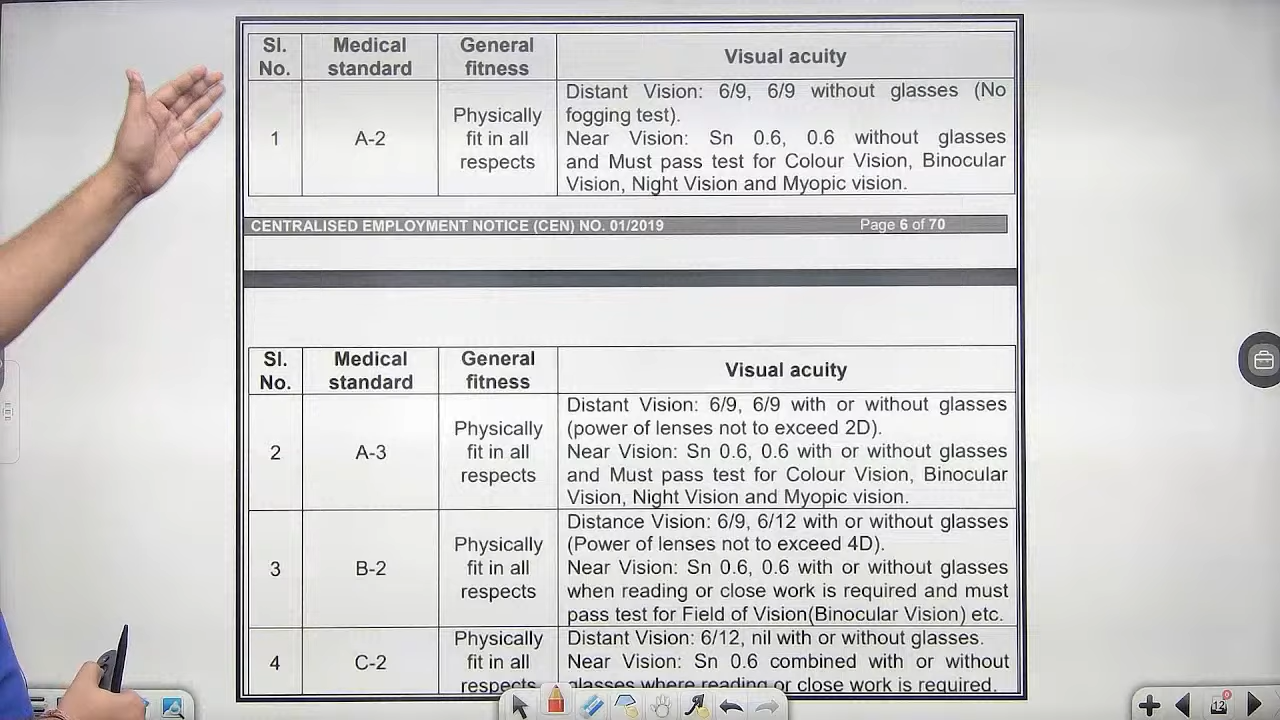 Sl. No. Medical standard General fitness Visual acuity
1 A-2 Physically fit in all respects
Distant Vision: 6/9, 6/9 without glasses (No
fogging test).
Near Vision: Sn 0.6, 0.6 without glasses
and Must pass test for Colour Vision, Binocular
Vision, Night Vision and Myopic vision.
CENTRALISED EMPLOYMENT NOTICE (CEN) NO. 01/2019 Page 6 of 70
Sl. No. Medical standard General fitness Visual acuity
2 A-3 Physically fit in all respects
Distant Vision: 6/9, 6/9 with or without glasses
(power of lenses not to exceed 2D).
Near Vision: Sn 0.6, 0.6 with or without glasses
and Must pass test for Colour Vision, Binocular
Vision, Night Vision and Myopic vision.
3 B-2 Physically fit in all respects
Distance Vision: 6/9, 6/12 with or without glasses
(Power of lenses not to exceed 4D).
Near Vision: Sn 0.6, 0.6 with or without glasses
when reading or close work is required and must
pass test for Field of Vision(Binocular Vision) etc.
4 C-2 Physically fit in all respects
Distant Vision: 6/12, nil with or without glasses.
Near Vision: Sn 0.6 combined with or without
glasses where reading or close work is required.
12